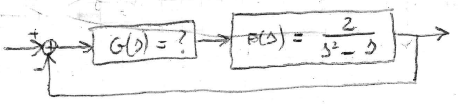 +
-
G(s) = ?
P(s) = 2 / s² - s